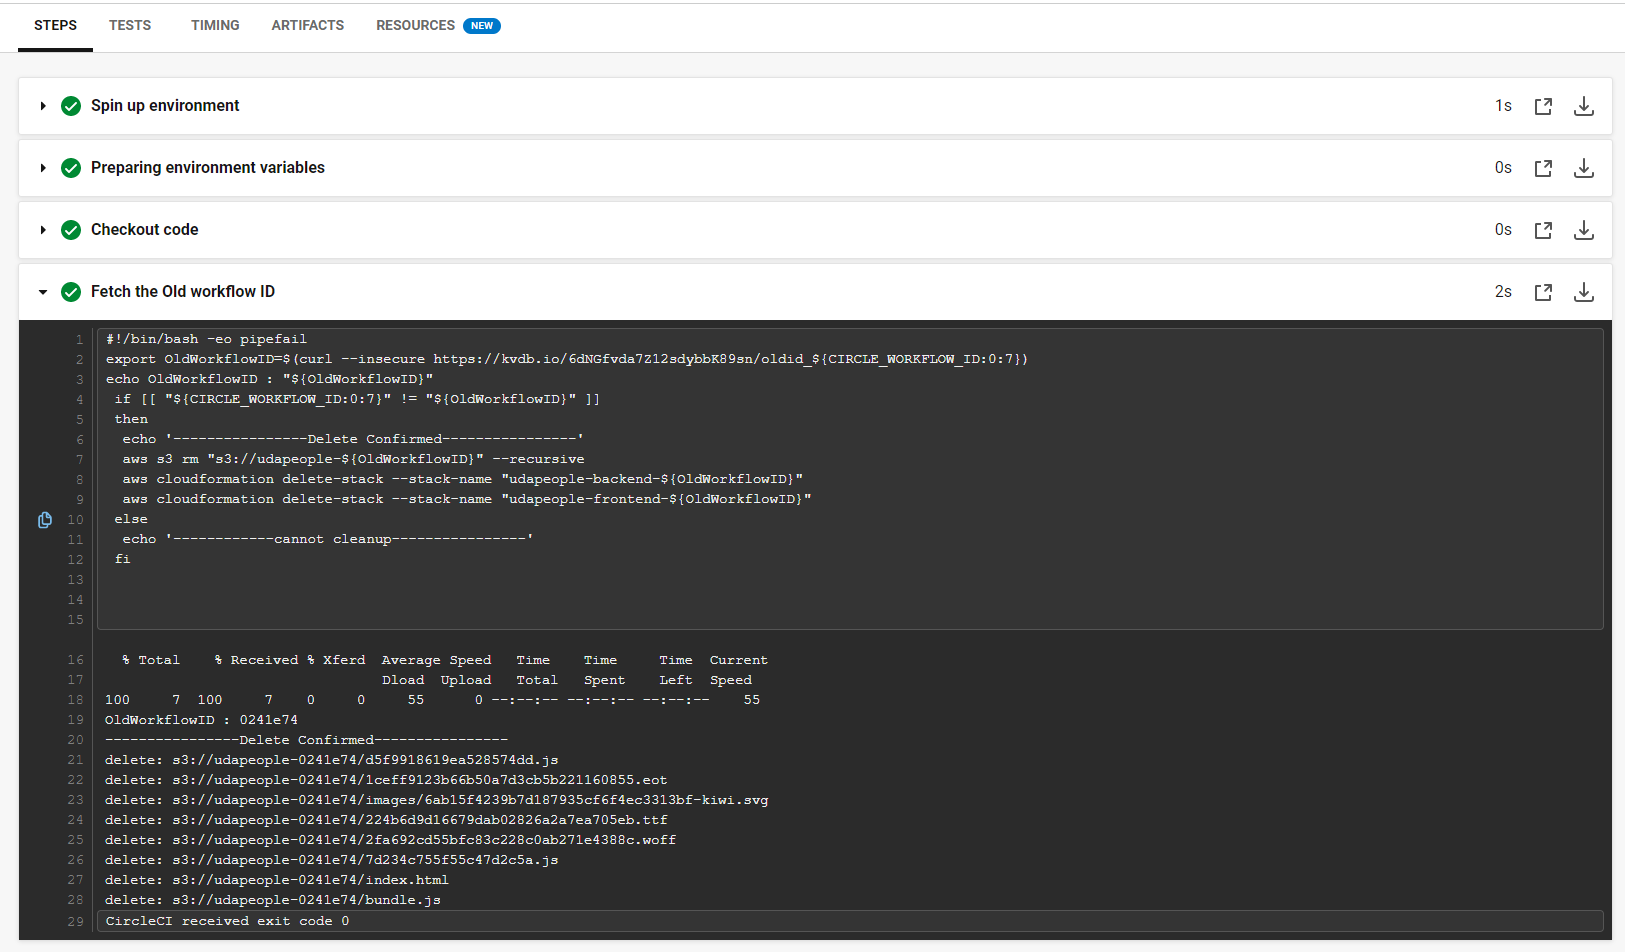 STEPS TESTS TIMING ARTIFACTS RESOURCES NEW
Spin up environment 1s
Preparing environment variables 0s
Checkout code 0s
Fetch the Old workflow ID 2s
1 #!/bin/bash -eo pipefail
2 export OldWorkflowID=$(curl --insecure https://kvdb.io/6dNGfvda7Z12sdybbK89sn/oldid_${CIRCLE_WORKFLOW_ID:0:7})
3 echo OldWorkflowID : "${OldWorkflowID}"
4 if [[ "${CIRCLE_WORKFLOW_ID:0:7}" != "${OldWorkflowID}" ]]
5 then
6 echo '----------------Delete Confirmed----------------'
7 aws s3 rm "s3://udapeople-${OldWorkflowID}" --recursive
8 aws cloudformation delete-stack --stack-name "udapeople-backend-${OldWorkflowID}"
9 aws cloudformation delete-stack --stack-name "udapeople-frontend-${OldWorkflowID}"
10 else
11 echo '------------cannot cleanup----------------'
12 fi
13
14
15
16 % Total % Received % Xferd Average Speed Time Time Time Current
17 Dload Upload Total Spent Left Speed
18 100 7 100 7 0 0 55 0 --:--:-- --:--:-- --:--:-- 55
19 OldWorkflowID : 0241e74
20 ----------------Delete Confirmed----------------
21 delete: s3://udapeople-0241e74/d5f9918619ea528574dd.js
22 delete: s3://udapeople-0241e74/1ceff9123b66b50a7d3cb5b221160855.eot
23 delete: s3://udapeople-0241e74/images/6ab15f4239b7d187935cf6f4ec3313bf-kiwi.svg
24 delete: s3://udapeople-0241e74/224b6d9d16679dab02826a2a7ea705eb.ttf
25 delete: s3://udapeople-0241e74/2fa692cd55bfc83c228c0ab271e4388c.woff
26 delete: s3://udapeople-0241e74/7d234c755f55c47d2c5a.js
27 delete: s3://udapeople-0241e74/index.html
28 delete: s3://udapeople-0241e74/bundle.js
29 CircleCI received exit code 0